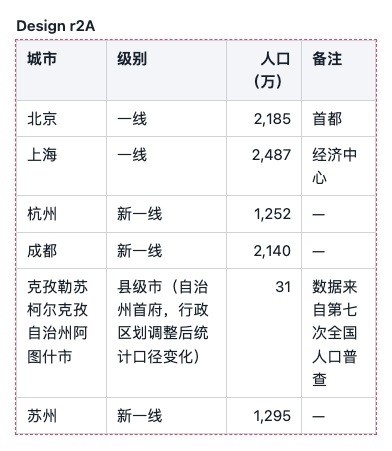 Design r2A
城市 级别 人口（万） 备注
北京 一线 2,185 首都
上海 一线 2,487 经济中心
杭州 新一线 1,252 —
成都 新一线 2,140 —
克孜勒苏柯尔克孜自治州阿图什市 县级市（自治州首府，行政区划调整后统计口径变化） 31 数据来自第七次全国人口普查
苏州 新一线 1,295 —